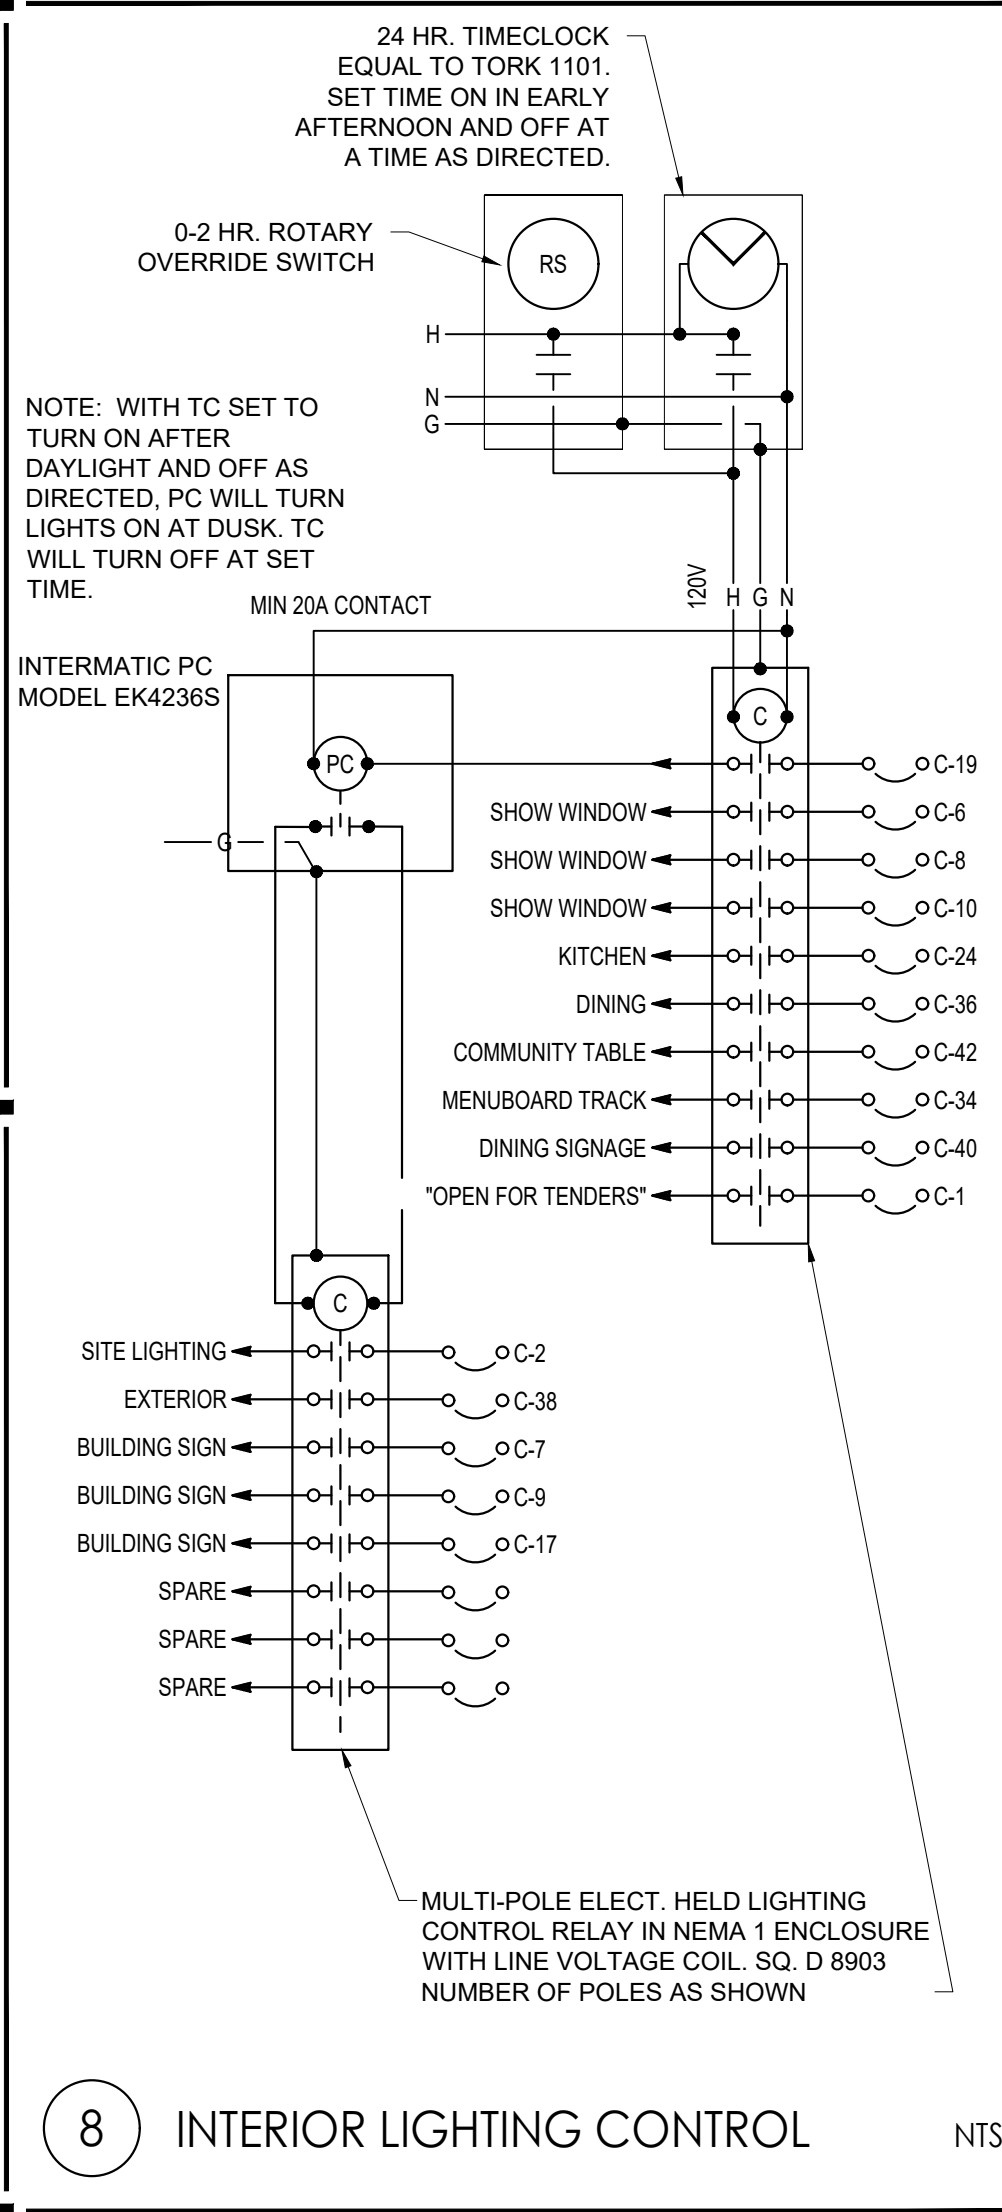 24 HR. TIMECLOCK
EQUAL TO TORK 1101.
SET TIME ON IN EARLY
AFTERNOON AND OFF AT
A TIME AS DIRECTED.
0-2 HR. ROTARY
OVERRIDE SWITCH
RS
H
N
G
NOTE: WITH TC SET TO
TURN ON AFTER
DAYLIGHT AND OFF AS
DIRECTED, PC WILL TURN
LIGHTS ON AT DUSK. TC
WILL TURN OFF AT SET
TIME.
120V
H G N
MIN 20A CONTACT
INTERMATIC PC
MODEL EK4236S
C
PC
C-19
SHOW WINDOW C-6
G
SHOW WINDOW C-8
SHOW WINDOW C-10
KITCHEN C-24
DINING C-36
COMMUNITY TABLE C-42
MENUBOARD TRACK C-34
DINING SIGNAGE C-40
"OPEN FOR TENDERS" C-1
C
SITE LIGHTING C-2
EXTERIOR C-38
BUILDING SIGN C-7
BUILDING SIGN C-9
BUILDING SIGN C-17
SPARE
SPARE
SPARE
MULTI-POLE ELECT. HELD LIGHTING
CONTROL RELAY IN NEMA 1 ENCLOSURE
WITH LINE VOLTAGE COIL. SQ. D 8903
NUMBER OF POLES AS SHOWN
8 INTERIOR LIGHTING CONTROL NTS